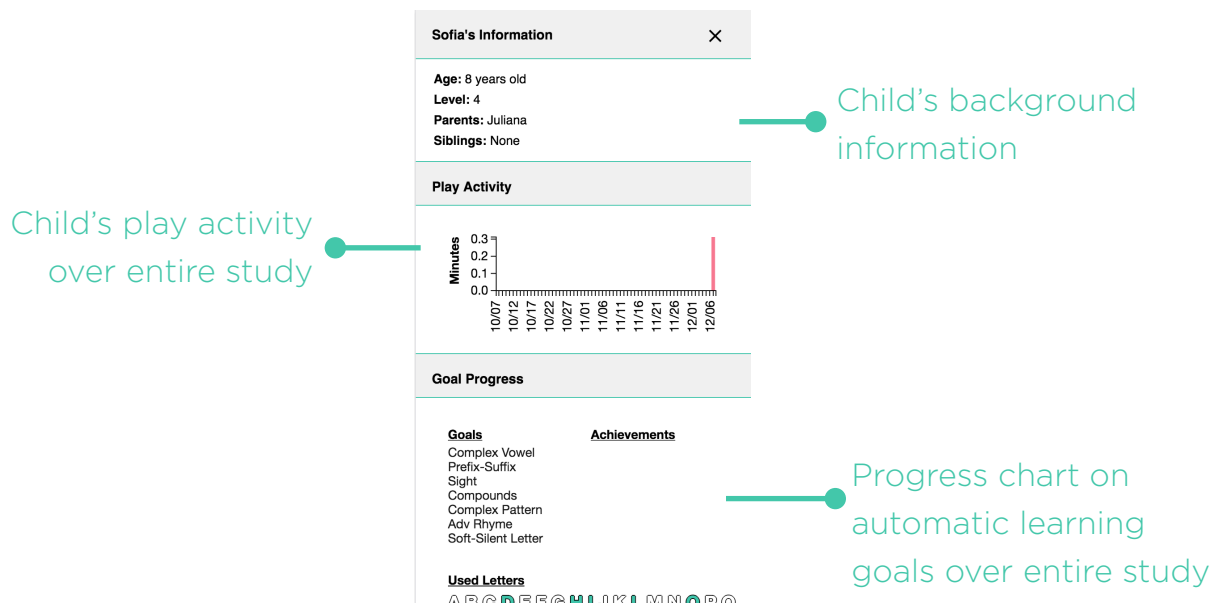 Sofia's Information
Age: 8 years old
Level: 4
Parents: Juliana
Siblings: None
Child's background
information
Play Activity
Child's play activity
over entire study
Minutes
0.3
0.2
0.1
0.0
10/07
10/12
10/17
10/22
10/27
11/01
11/06
11/11
11/16
11/21
11/26
12/01
12/06
Goal Progress
Goals Achievements
Complex Vowel
Prefix-Suffix
Sight
Compounds
Complex Pattern
Adv Rhyme
Soft-Silent Letter
Progress chart on
automatic learning
goals over entire study
Used Letters
A B C D E F G H I J K L M N O P Q